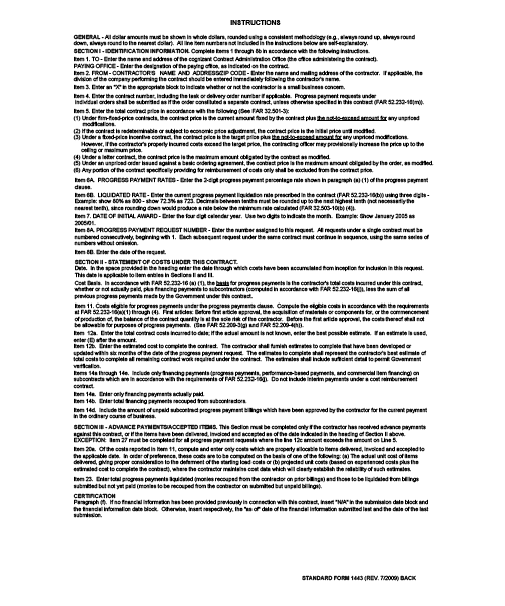 INSTRUCTIONS
GENERAL - All dollar amounts must be shown in whole dollars, rounded using a consistent methodology (e.g., always round up, always round
down, always round to the nearest dollar). All line item numbers not included in the instructions below are self-explanatory.
SECTION I - IDENTIFICATION INFORMATION. Complete Items 1 through 8b in accordance with the following instructions.
Item 1. TO - Enter the name and address of the cognizant Contract Administration Office (the office administering the contract).
PAYING OFFICE - Enter the designation of the paying office, as indicated on the contract.
Item 2. FROM - CONTRACTOR'S NAME AND ADDRESS/ZIP CODE - Enter the name and mailing address of the contractor. If applicable, the
division of the company performing the contract should be entered immediately following the contractor's name.
Item 3. Enter an "X" in the appropriate block to indicate whether or not the contractor is a small business concern.
Item 4. Enter the contract number, including the task or delivery order number if applicable. Progress payment requests under
individual orders shall be submitted as if the order constituted a separate contract, unless otherwise specified in this contract (FAR 52.232-16(m)).
Item 5. Enter the total contract price in accordance with the following (See FAR 32.501-3):
(1) Under firm-fixed-price contracts, the contract price is the current amount fixed by the contract plus the not-to-exceed amount for any unpriced
modifications.
(2) If the contract is redeterminable or subject to economic price adjustment, the contract price is the initial price until modified.
(3) Under a fixed-price incentive contract, the contract price is the target price plus the not-to-exceed amount for any unpriced modifications.
However, if the contractor's properly incurred costs exceed the target price, the contracting officer may provisionally increase the price up to the
ceiling or maximum price.
(4) Under a letter contract, the contract price is the maximum amount obligated by the contract as modified.
(5) Under an unpriced order issued against a basic ordering agreement, the contract price is the maximum amount obligated by the order, as modified.
(6) Any portion of the contract specifically providing for reimbursement of costs only shall be excluded from the contract price.
Item 6A. PROGRESS PAYMENT RATES - Enter the 2-digit progress payment percentage rate shown in paragraph (a) (1) of the progress payment
clause.
Item 6B. LIQUIDATED RATE - Enter the current progress payment liquidation rate prescribed in the contract (FAR 52.232-16(b)) using three digits -
Example: show 80% as 800 - show 72.3% as 723. Decimals between tenths must be rounded up to the next highest tenth (not necessarily the
nearest tenth), since rounding down would produce a rate below the minimum rate calculated (FAR 32.503-10 (b) (4)).
Item 7. DATE OF INITIAL AWARD - Enter the four digit calendar year. Use two digits to indicate the month. Example: Show January 2005 as
2005/01.
Item 8A. PROGRESS PAYMENT REQUEST NUMBER - Enter the number assigned to this request. All requests under a single contract must be
numbered consecutively, beginning with 1. Each subsequent request under the same contract must continue in sequence, using the same series of
numbers without omission.
Item 8B. Enter the date of the request.
SECTION II - STATEMENT OF COSTS UNDER THIS CONTRACT.
Date. In the space provided in the heading enter the date through which costs have been accumulated from inception for inclusion in this request.
This date is applicable to item entries in Sections II and III.
Cost Basis. In accordance with FAR 52.232-16 (a) (1), the basis for progress payments is the contractor's total costs incurred under this contract,
whether or not actually paid, plus financing payments to subcontractors (computed in accordance with FAR 52.232-16(j)), less the sum of all
previous progress payments made by the Government under this contract.
Item 11. Costs eligible for progress payments under the progress payments clause. Compute the eligible costs in accordance with the requirements
at FAR 52.232-16(a)(1) through (4). First articles: Before first article approval, the acquisition of materials or components for, or the commencement
of production of, the balance of the contract quantity is at the sole risk of the contractor. Before the first article approval, the costs thereof shall not
be allowable for purposes of progress payments. (See FAR 52.209-3(g) and FAR 52.209-4(h)).
Item 12a. Enter the total contract costs incurred to date; if the actual amount is not known, enter the best possible estimate. If an estimate is used,
enter (E) after the amount.
Item 12b. Enter the estimated cost to complete the contract. The contractor shall furnish estimates to complete that have been developed or
updated within six months of the date of the progress payment request. The estimates to complete shall represent the contractor's best estimate of
total costs to complete all remaining contract work required under the contract. The estimates shall include sufficient detail to permit Government
verification.
Items 14a through 14e. Include only financing payments (progress payments, performance-based payments, and commercial item financing) on
subcontracts which are in accordance with the requirements of FAR 52.232-16(j). Do not include interim payments under a cost reimbursement
contract.
Item 14a. Enter only financing payments actually paid.
Item 14b. Enter total financing payments recouped from subcontractors.
Item 14d. Include the amount of unpaid subcontract progress payment billings which have been approved by the contractor for the current payment
in the ordinary course of business.
SECTION III - ADVANCE PAYMENTS/ACCEPTED ITEMS. This Section must be completed only if the contractor has received advance payments
against this contract, or if the items have been delivered, invoiced and accepted as of the date indicated in the heading of Section II above.
EXCEPTION: Item 27 must be completed for all progress payment requests where the line 12c amount exceeds the amount on Line 5.
Item 20a. Of the costs reported in Item 11, compute and enter only costs which are properly allocable to items delivered, invoiced and accepted to
the applicable date. In order of preference, these costs are to be computed on the basis of one of the following: (a) The actual unit cost of items
delivered, giving proper consideration to the deferment of the starting load costs or (b) projected unit costs (based on experienced costs plus the
estimated cost to complete the contract), where the contractor maintains cost data which will clearly establish the reliability of such estimates.
Item 23. Enter total progress payments liquidated (monies recouped from the contractor on prior billings) and those to be liquidated from billings
submitted but not yet paid (monies to be recouped from the contractor on submitted but unpaid billings).
CERTIFICATION
Paragraph (f). If no financial information has been provided previously in connection with this contract, insert "N/A" in the submission date block and
the financial information date block. Otherwise, insert respectively, the "as- of" date of the financial information submitted last and the date of the last
submission.
STANDARD FORM 1443 (REV. 7/2009) BACK